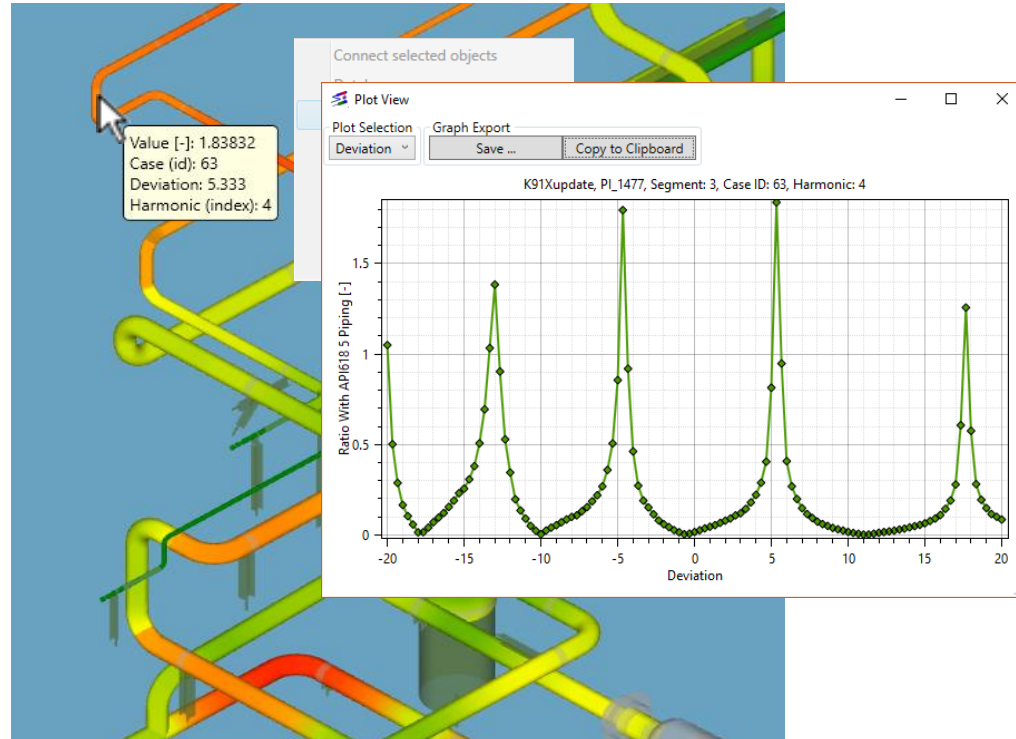 Connect selected objects
Plot View
Plot Selection
Graph Export
Deviation
Save ...
Copy to Clipboard
Value [-]: 1.83832
Case (id): 63
Deviation: 5.333
Harmonic (index): 4
K91Xupdate, PI_1477, Segment: 3, Case ID: 63, Harmonic: 4
Ratio With API618 5 Piping [-]
1.5
1
0.5
0
-20 -15 -10 -5 0 5 10 15 20
Deviation